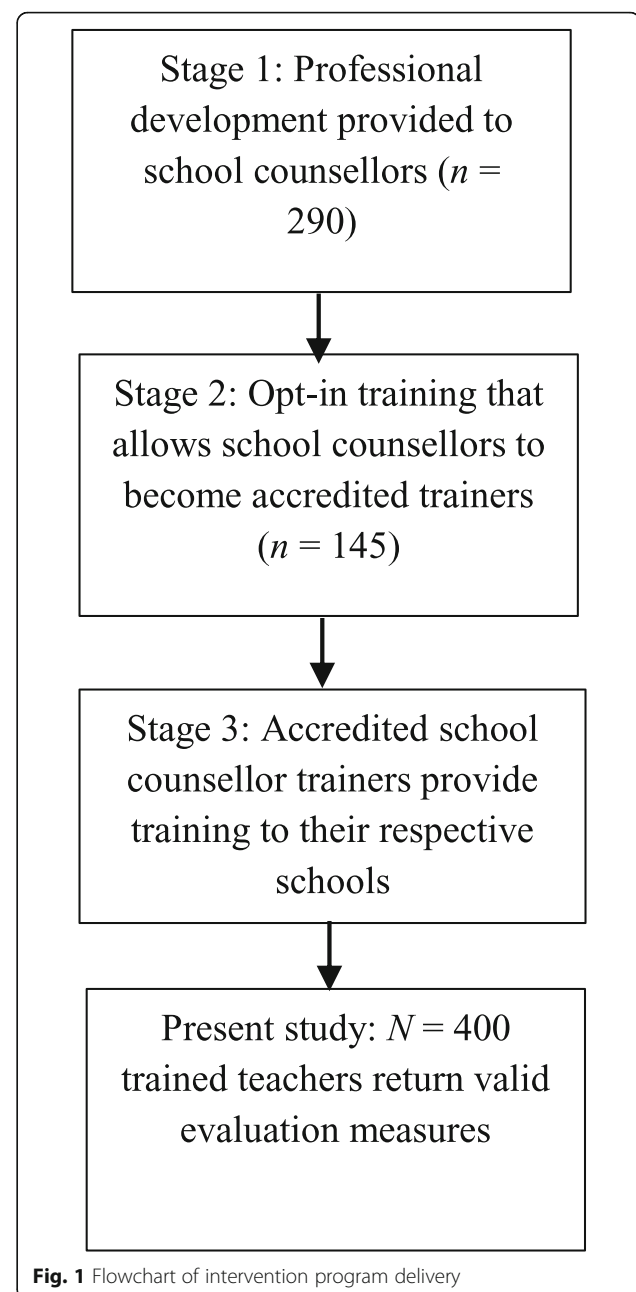 Stage 1: Professional
development provided to
school counsellors (n =
290)
Stage 2: Opt-in training that
allows school counsellors to
become accredited trainers
(n = 145)
Stage 3: Accredited school
counsellor trainers provide
training to their respective
schools
Present study: N = 400
trained teachers return valid
evaluation measures
Fig. 1 Flowchart of intervention program delivery